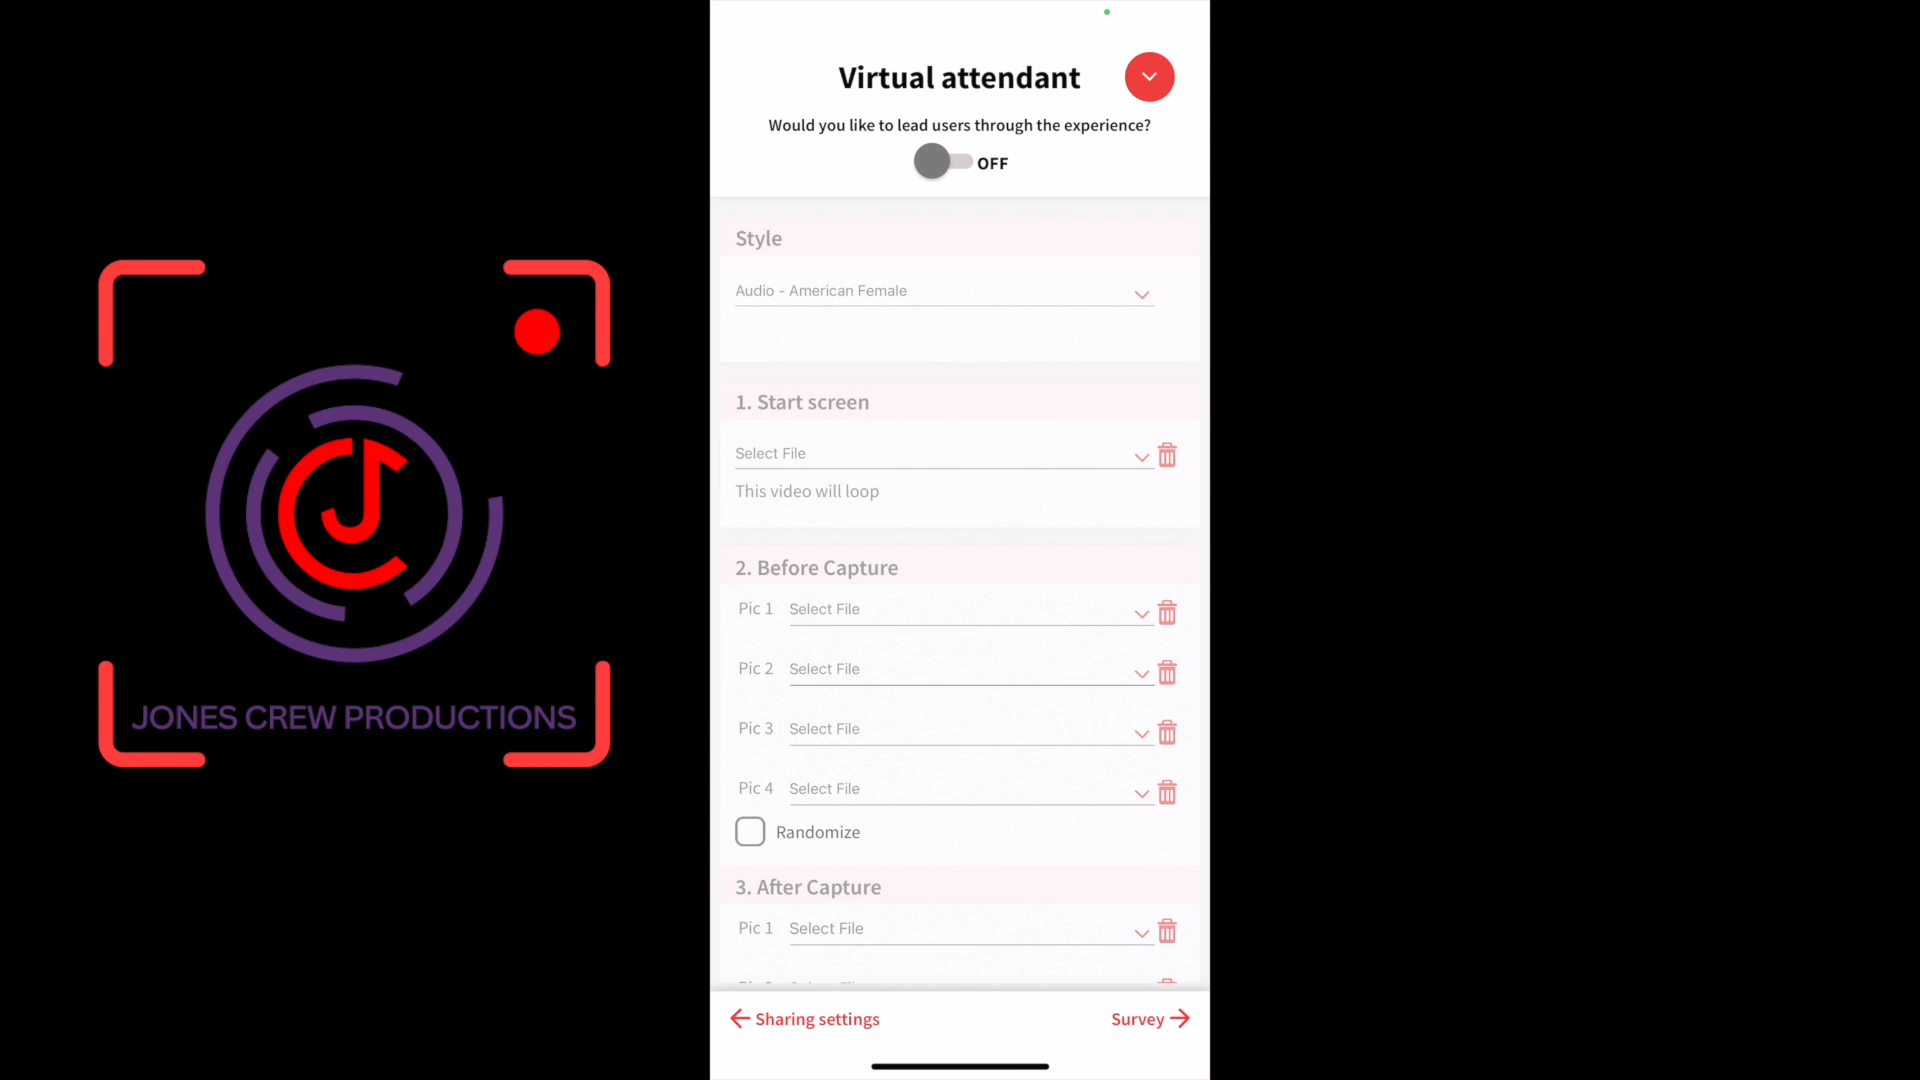 JONES CREW PRODUCTIONS
Virtual attendant
Would you like to lead users through the experience?
OFF
Style
Audio - American Female
1. Start screen
Select File
This video will loop
2. Before Capture
Pic 1 Select File
Pic 2 Select File
Pic 3 Select File
Pic 4 Select File
Randomize
3. After Capture
Pic 1 Select File
Sharing settings
Survey